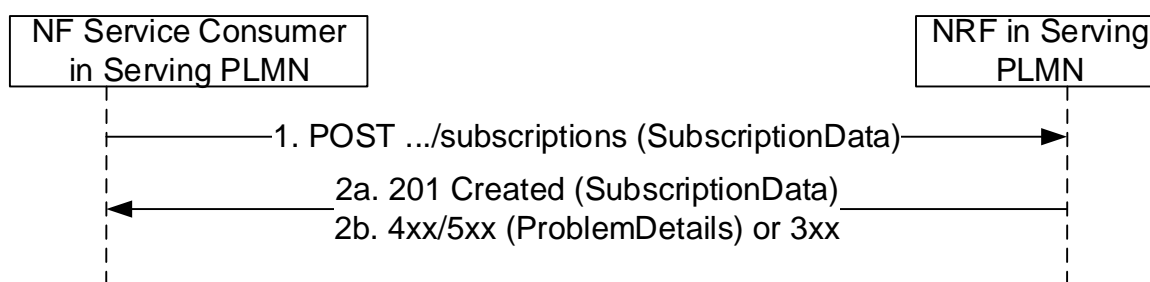 NF Service Consumer
in Serving PLMN
NRF in Serving
PLMN
1. POST .../subscriptions (SubscriptionData)
2a. 201 Created (SubscriptionData)
2b. 4xx/5xx (ProblemDetails) or 3xx